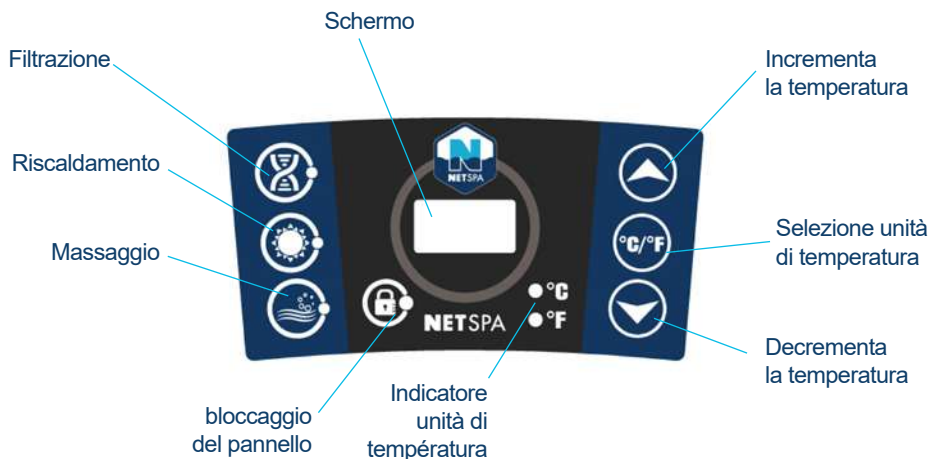 Schermo
Filtrazione
Incrementa
la temperatura
Riscaldamento
NETSPA
°C/°F
Selezione unità
di temperatura
Massaggio
°C
NETSPA
°F
Decrementa
la temperatura
Indicatore
unità di
température
bloccaggio
del pannello